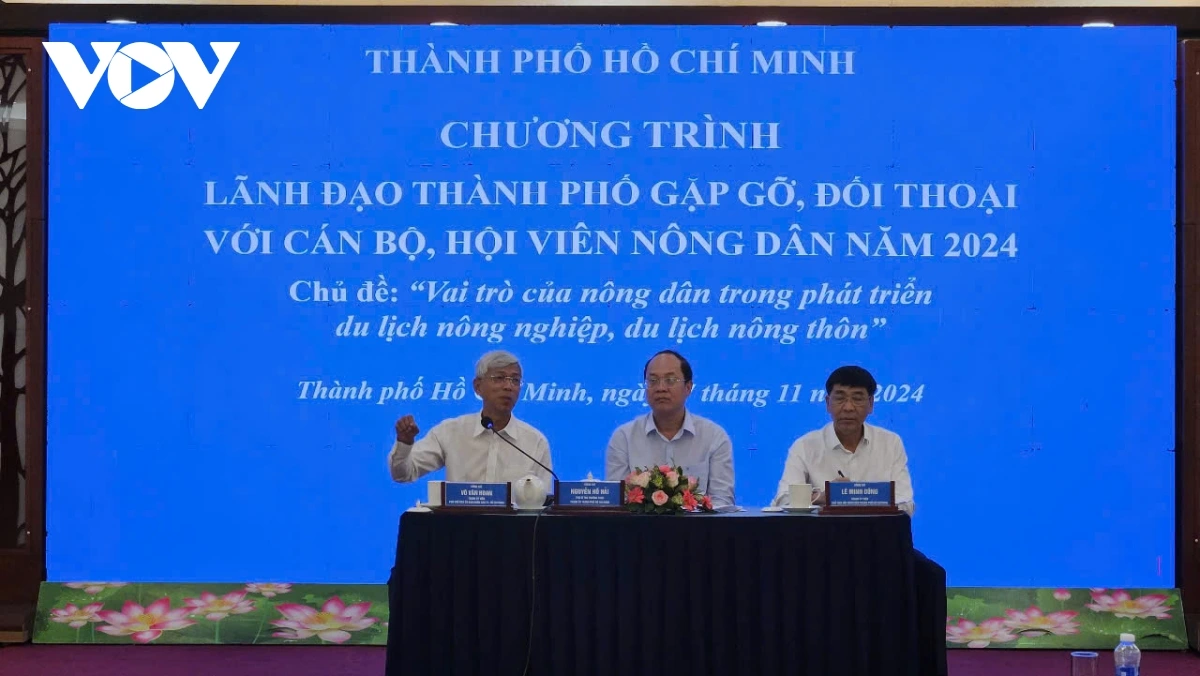 VOV
THÀNH PHỐ HỒ CHÍ MINH
CHƯƠNG TRÌNH
LÃNH ĐẠO THÀNH PHỐ GẶP GỠ, ĐỐI THOẠI
VỚI CÁN BỘ, HỘI VIÊN NÔNG DÂN NĂM 2024
Chủ đề: “Vai trò của nông dân trong phát triển
du lịch nông nghiệp, du lịch nông thôn”
Thành phố Hồ Minh, ngày tháng 11 2024
VÕ VĂN HOAN
NGUYỄN HỒ HẢI
LÊ MINH DŨNG